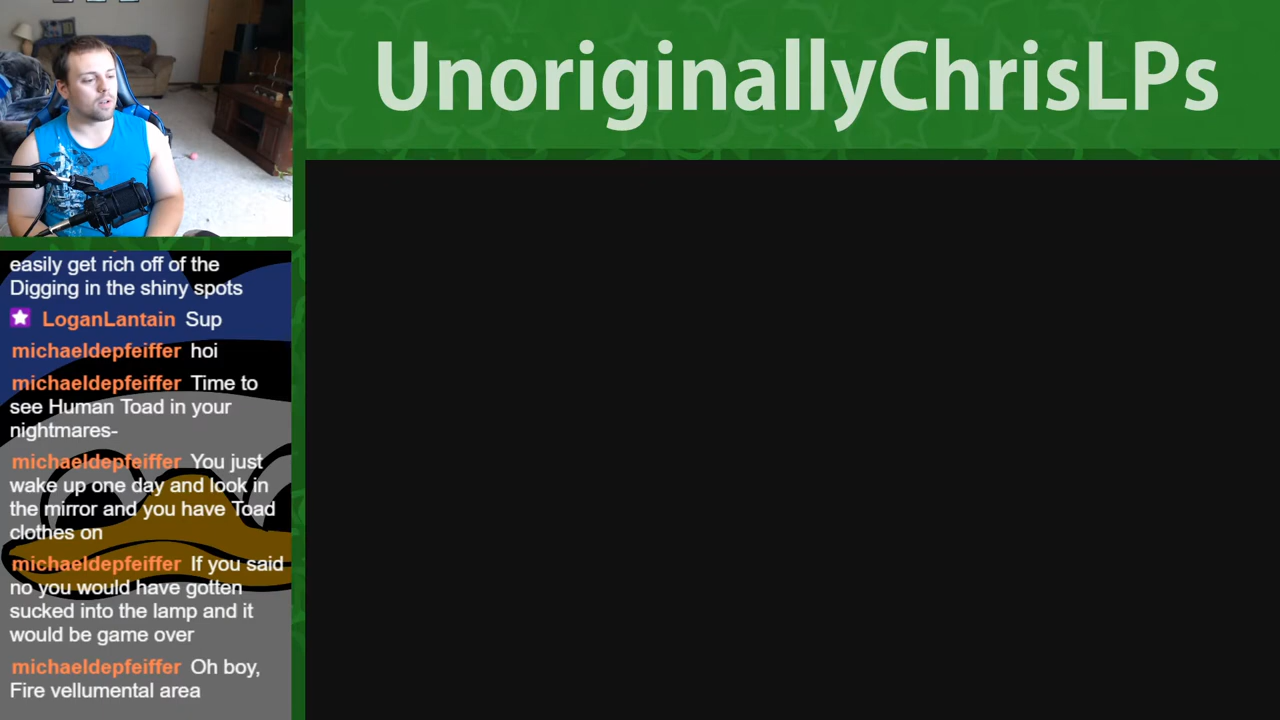 UnoriginallyChrisLPs
easily get rich off of the
Digging in the shiny spots
LoganLantain Sup
michaeldepfeiffer hoi
michaeldepfeiffer Time to
see Human Toad in your
nightmares-
michaeldepfeiffer You just
wake up one day and look in
the mirror and you have Toad
clothes on
michaeldepfeiffer If you said
no you would have gotten
sucked into the lamp and it
would be game over
michaeldepfeiffer Oh boy,
Fire vellumental area